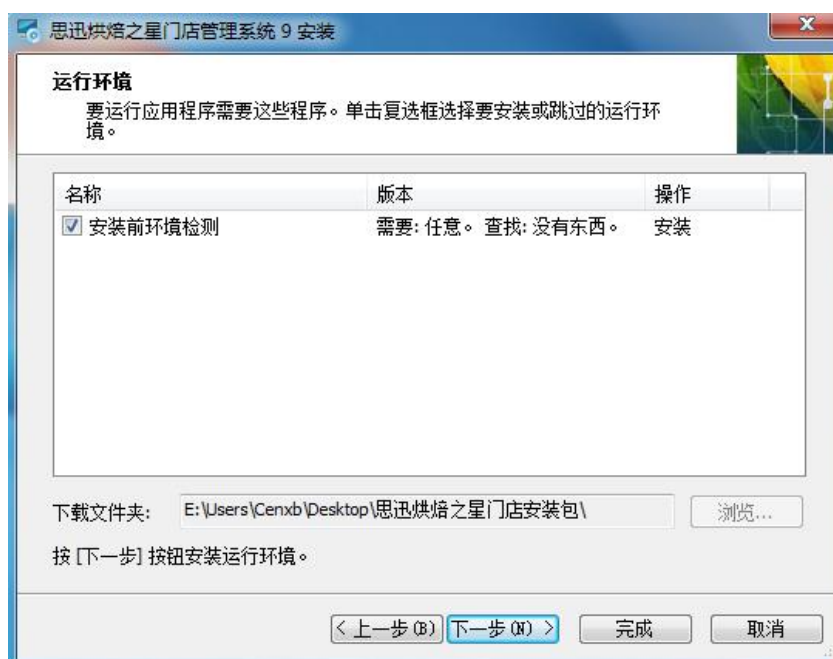 思迅烘焙之星门店管理系统 9 安装
运行环境
要运行应用程序需要这些程序。单击复选框选择要安装或跳过的运行环
境。
名称 版本 操作
安装前环境检测 需要: 任意。 查找: 没有东西。 安装
下载文件夹: E:\Users\Cenxb\Desktop\思迅烘焙之星门店安装包\ 浏览...
按 [下一步] 按钮安装运行环境。
< 上一步(B) 下一步(N) > 完成 取消